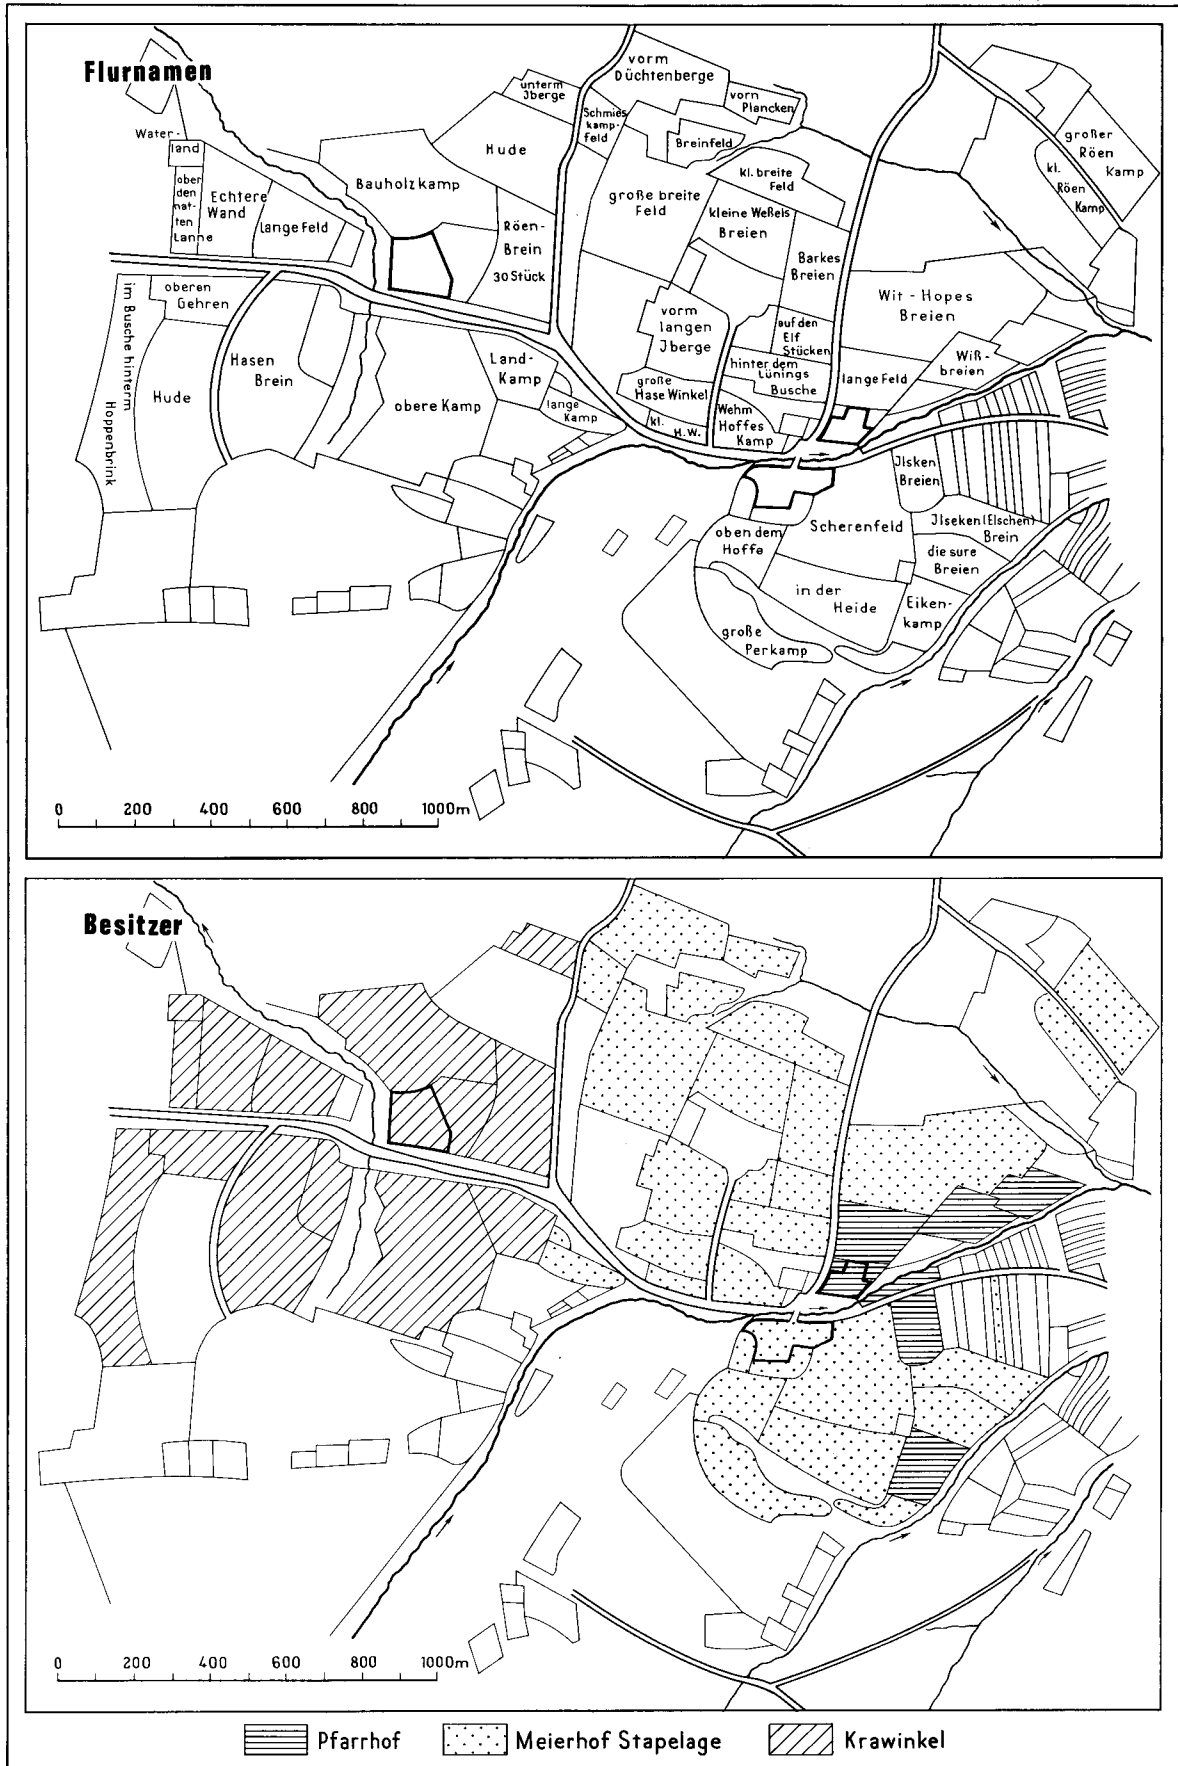 Flurnamen
vorm
Düchtenberge
unterm
Jberge
vorn
Plancken
Schmies
kamp-
feld
Water-
land
Hude
Breinfeld
großer
Röen
Kamp
kl.
Röen
Kamp
Bauholzkamp
kl. breite
Feld
ober
den
nat-
ten
Lanne
Echtere
Wand
lange Feld
große breite
Feld
kleine Weßels
Breien
Röen-
Brein
30 Stück
Barkes
Breien
oberen
Gehren
Wit-Hopes
Breien
im Busche hinterm
Hoppenbrink
vorm
langen
Jberge
auf den
Elf
Stücken
Hasen
Brein
Land-
Kamp
hinter dem
Lünings
Busche
Wiß-
breien
Hude
obere Kamp
lange
Kamp
große
Hase Winkel
lange Feld
kl.
H.W.
Wehm
Hoffes
Kamp
Jlsken
Breien
oben dem
Hoffe
Scherenfeld
Jlseken (Elschen)
Brein
die sure
Breien
in der
Heide
Eiken-
kamp
große
Perkamp
0 200 400 600 800 1000m
Besitzer
0 200 400 600 800 1000m
Pfarrhof Meierhof Stapelage Krawinkel